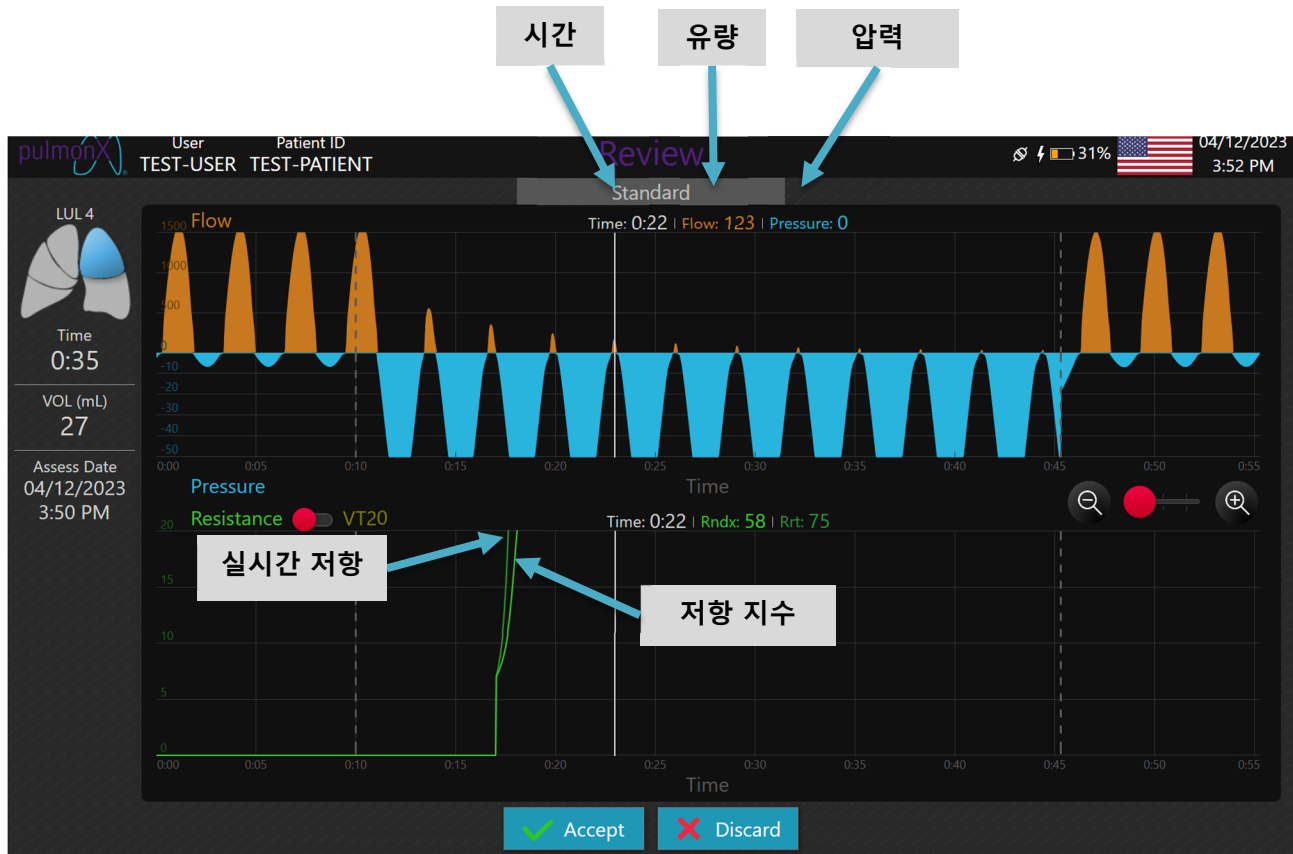 시간 유량 압력
pulmonX®
User Patient ID
TEST-USER TEST-PATIENT
Review
31%
04/12/2023
3:52 PM
Standard
LUL 4
Time
0:35
VOL (mL)
27
Assess Date
04/12/2023
3:50 PM
Flow
Time: 0:22 | Flow: 123 | Pressure: 0
1500
1000
500
0
-10
-20
-30
-40
-50
0:00 0:05 0:10 0:15 0:20 0:25 0:30 0:35 0:40 0:45 0:50 0:55
Pressure
Time
Resistance VT20
Time: 0:22 | Rndx: 58 | Rrt: 75
실시간 저항
저항 지수
20
15
10
5
0
0:00 0:05 0:10 0:15 0:20 0:25 0:30 0:35 0:40 0:45 0:50 0:55
Time
Accept
Discard